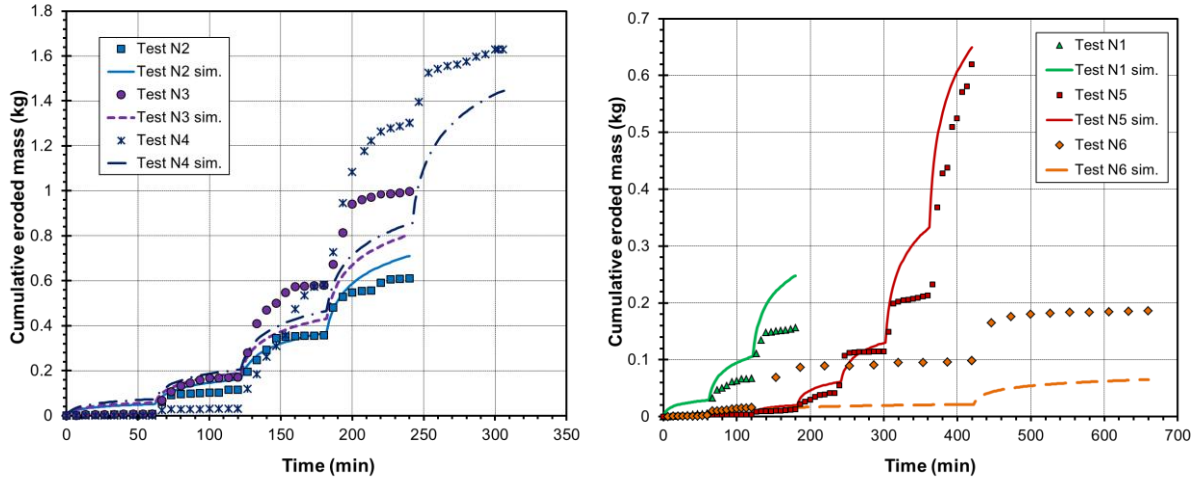 1.8
1.6
1.4
1.2
1
0.8
0.6
0.4
0.2
0
Cumulative eroded mass (kg)
Test N2
Test N2 sim.
Test N3
Test N3 sim.
Test N4
Test N4 sim.
0 50 100 150 200 250 300 350
Time (min)
0.7
0.6
0.5
0.4
0.3
0.2
0.1
0
Cumulative eroded mass (kg)
Test N1
Test N1 sim.
Test N5
Test N5 sim.
Test N6
Test N6 sim.
0 100 200 300 400 500 600 700
Time (min)